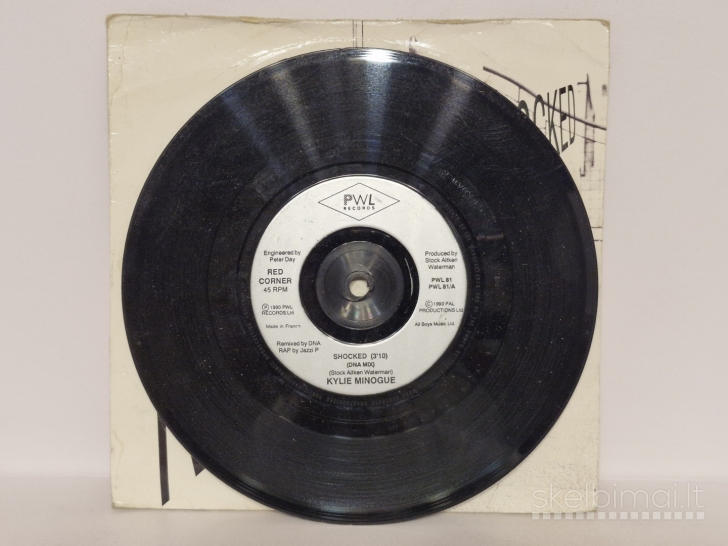 OCKED
PWL
RECORDS
Engineered by
Peter Day
RED
CORNER
45 RPM
Ⓟ 1990 PWL
RECORDS Ltd
Made in France
Remixed by DNA
RAP by Jazzi P
Produced by
Stock Aitken
Waterman
PWL 81
PWL 81/A
© 1990 PAL
PRODUCTIONS Ltd
All Boys Music Ltd.
SHOCKED (3'10)
(DNA MIX)
(Stock Aitken Waterman)
KYLIE MINOGUE
skelbimai.lt